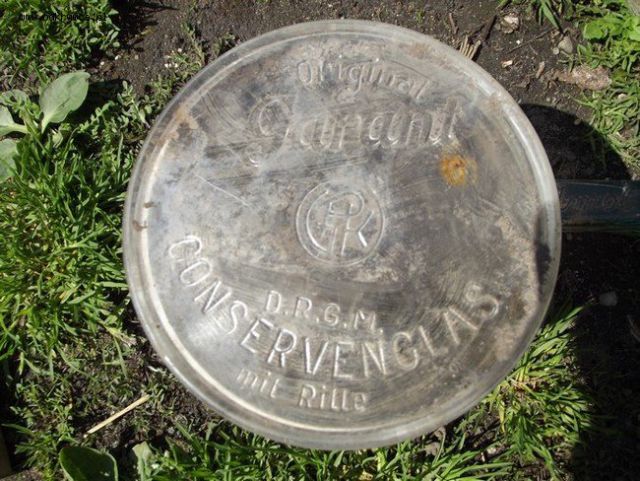 Original
D.R.G.M.
CONSERVENGLAS
mit Rille